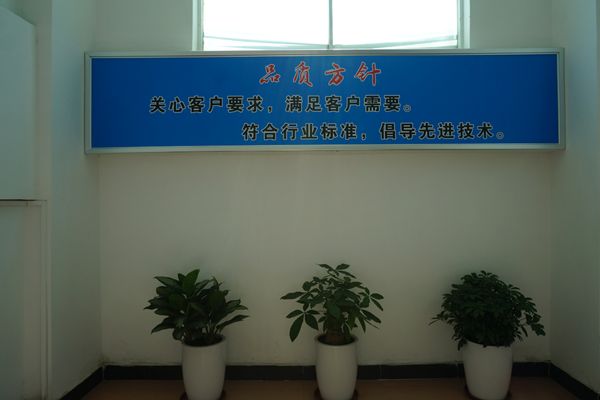 品质方针
关心客户要求，满足客户需要。
符合行业标准，倡导先进技术。